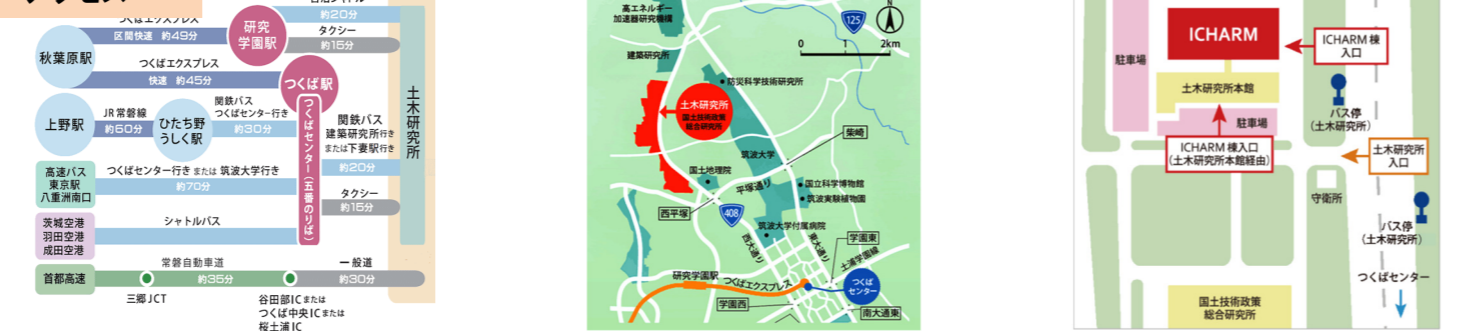 つくばエクスプレス
区間快速 約49分
研究
学園駅
約20分
タクシー
約15分
秋葉原駅
つくばエクスプレス
快速 約45分
つくば駅
上野駅
JR常磐線
約60分
ひたち野
うしく駅
関鉄バス
つくばセンター行き
約30分
つくばセンター（五番のりば）
関鉄バス
建築研究所行き
または下妻駅行き
約20分
土木研究所
高速バス
東京駅
八重洲南口
つくばセンター行き または 筑波大学行き
約70分
タクシー
約15分
茨城空港
羽田空港
成田空港
シャトルバス
首都高速
常磐自動車道
約35分
一般道
約30分
三郷JCT
谷田部ICまたは
つくば中央ICまたは
桜土浦IC
高エネルギー
加速器研究機構
125
N
0 1 2km
建築研究所
防災科学技術研究所
土木研究所
国土技術政策
総合研究所
柴崎
筑波大学
国土地理院
平塚通り
国立科学博物館
筑波実験植物園
西平塚
408
筑波大学付属病院
西大通り
東大通り
学園東
土浦学園線
研究学園駅
つくばエクスプレス
つくば
センター
学園西
南大通東
ICHARM
ICHARM 棟
入口
駐車場
土木研究所本館
バス停
（土木研究所）
駐車場
ICHARM 棟入口
（土木研究所本館経由）
土木研究所
入口
守衛所
バス停
（土木研究所）
つくばセンター
国土技術政策
総合研究所